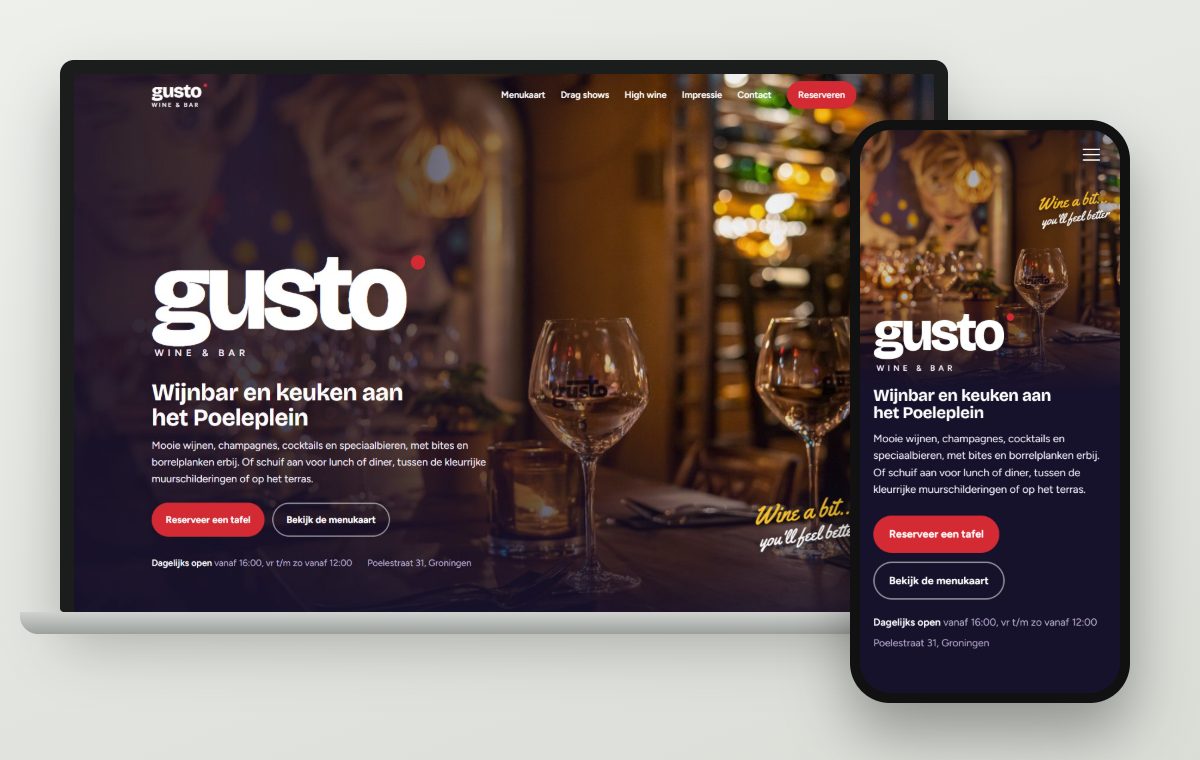 gusto
WINE & BAR
Menukaart Drag shows High wine Impressie Contact Reserveren
gusto
WINE & BAR
Wijnbar en keuken aan
het Poeleplein
Mooie wijnen, champagnes, cocktails en speciaalbieren, met bites en
borrelplanken erbij. Of schuif aan voor lunch of diner, tussen de kleurrijke
muurschilderingen of op het terras.
Reserveer een tafel Bekijk de menukaart
Dagelijks open vanaf 16:00, vr t/m zo vanaf 12:00 Poelestraat 31, Groningen
gusto
Wine a bit..
you'll feel bette
Wine a bit...
you'll feel better
gusto
WINE & BAR
Wijnbar en keuken aan
het Poeleplein
Mooie wijnen, champagnes, cocktails en
speciaalbieren, met bites en borrelplanken erbij.
Of schuif aan voor lunch of diner, tussen de
kleurrijke muurschilderingen of op het terras.
Reserveer een tafel
Bekijk de menukaart
Dagelijks open vanaf 16:00, vr t/m zo vanaf 12:00
Poelestraat 31, Groningen